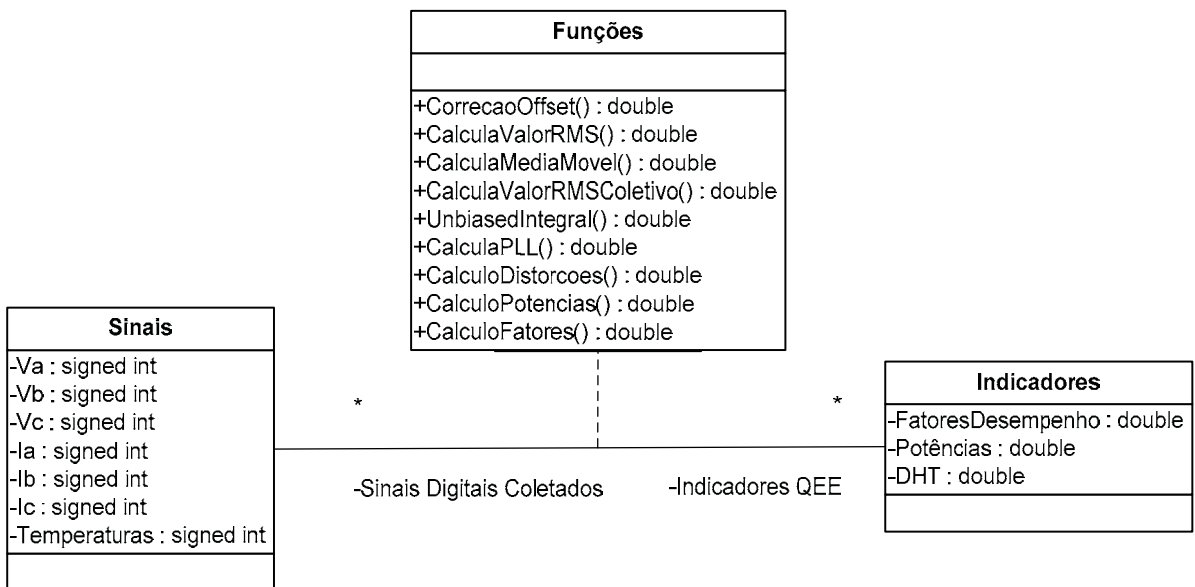 Funções
+CorrecaoOffset() : double
+CalculaValorRMS() : double
+CalculaMediaMovel() : double
+CalculaValorRMSColetivo() : double
+UnbiasedIntegral() : double
+CalculaPLL() : double
+CalculoDistorcoes() : double
+CalculoPotencias() : double
+CalculoFatores() : double
Sinais
-Va : signed int
-Vb : signed int
-Vc : signed int
-Ia : signed int
-Ib : signed int
-Ic : signed int
-Temperaturas : signed int
*
-Sinais Digitais Coletados
*
-Indicadores QEE
Indicadores
-FatoresDesempenho : double
-Potências : double
-DHT : double